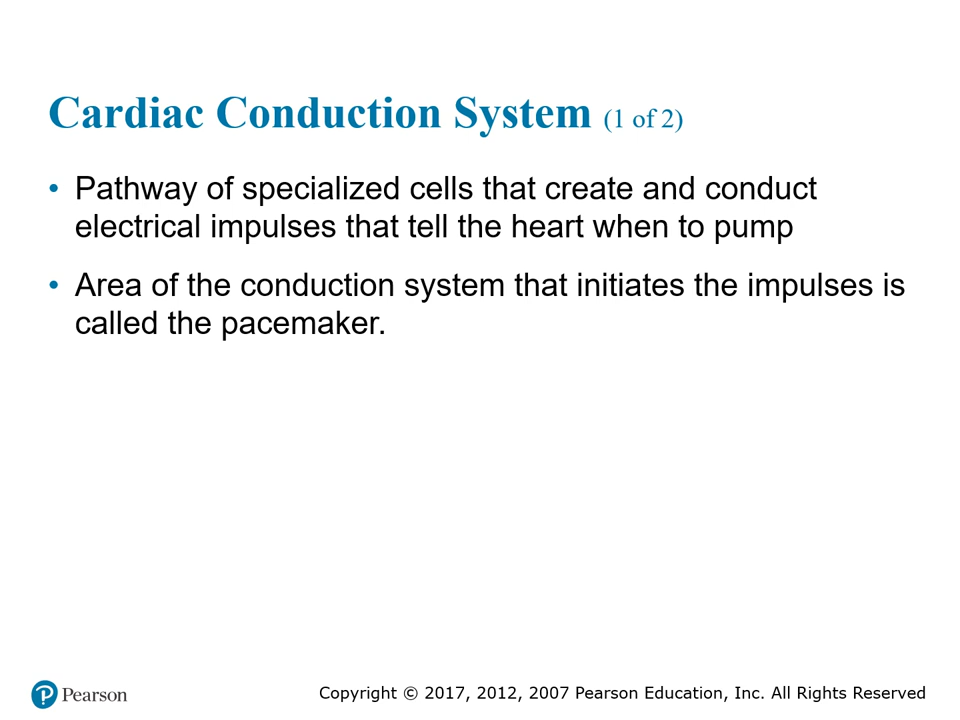 Cardiac Conduction System (1 of 2)
• Pathway of specialized cells that create and conduct
electrical impulses that tell the heart when to pump
• Area of the conduction system that initiates the impulses is
called the pacemaker.
Pearson
Copyright © 2017, 2012, 2007 Pearson Education, Inc. All Rights Reserved